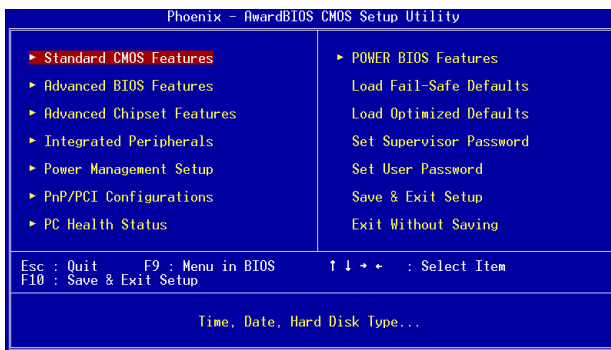 Phoenix - AwardBIOS CMOS Setup Utility
► Standard CMOS Features
► Advanced BIOS Features
► Advanced Chipset Features
► Integrated Peripherals
► Power Management Setup
► PnP/PCI Configurations
► PC Health Status
► POWER BIOS Features
Load Fail-Safe Defaults
Load Optimized Defaults
Set Supervisor Password
Set User Password
Save & Exit Setup
Exit Without Saving
Esc : Quit F9 : Menu in BIOS ↑ ↓ → ← : Select Item
F10 : Save & Exit Setup
Time, Date, Hard Disk Type...